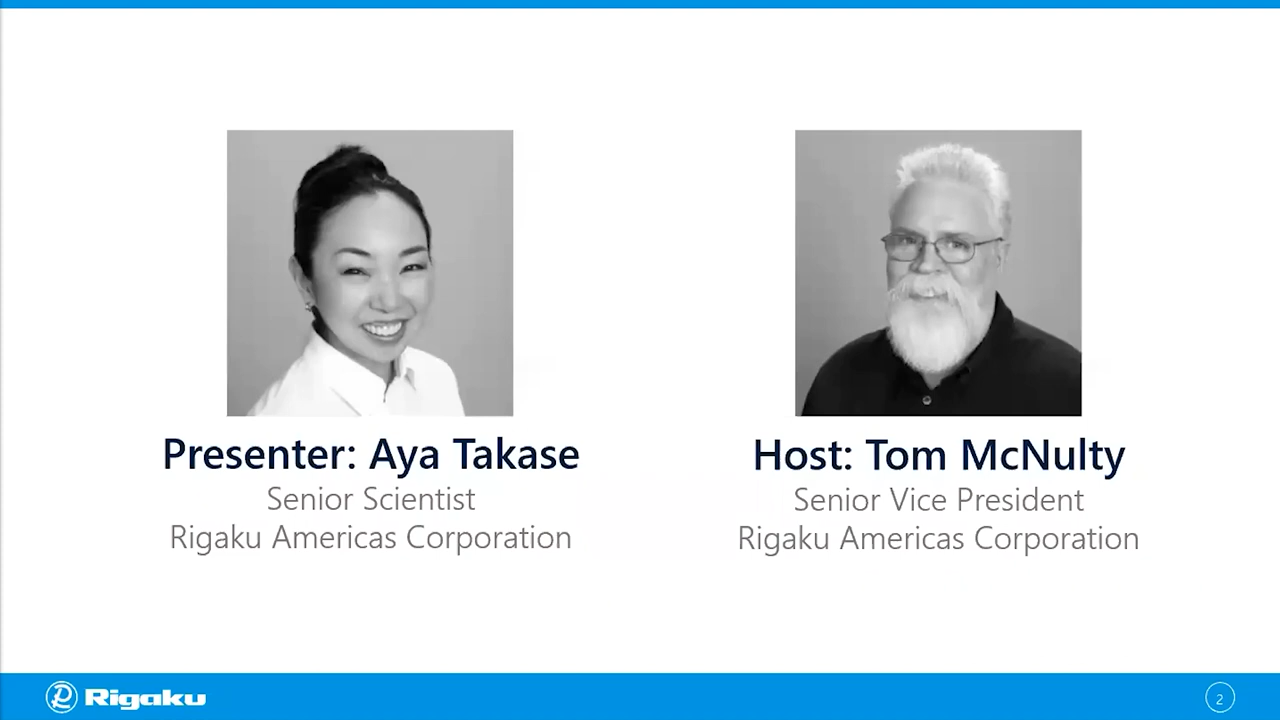 Presenter: Aya Takase
Senior Scientist
Rigaku Americas Corporation
Host: Tom McNulty
Senior Vice President
Rigaku Americas Corporation
Rigaku
2